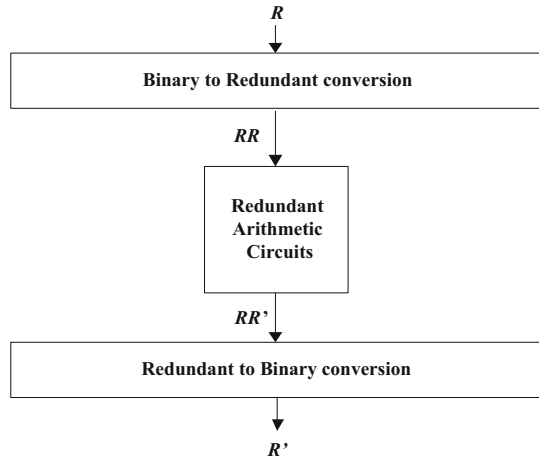 R
Binary to Redundant conversion
RR
Redundant
Arithmetic
Circuits
RR'
Redundant to Binary conversion
R'